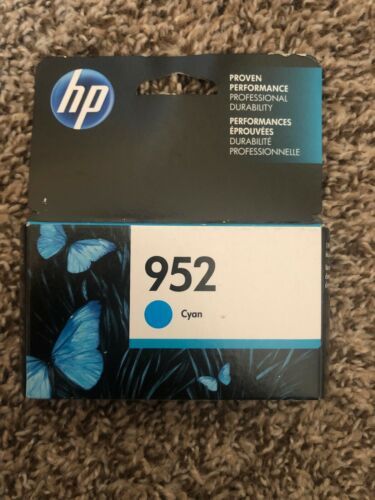 hp
PROVEN
PERFORMANCE
PROFESSIONAL
DURABILITY
PERFORMANCES
ÉPROUVÉES
DURABILITÉ
PROFESSIONNELLE
952
Cyan